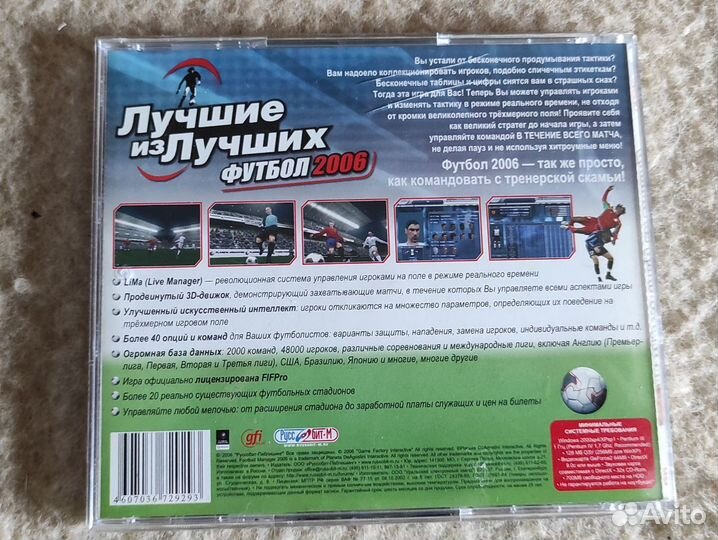 Вы устали от бесконечного продумывания тактики?
Вам надоело коллекционировать игроков, подобно спичечным этикеткам?
Бесконечные таблицы и цифры снятся вам в страшных снах?
Тогда эта игра для Вас! Теперь Вы можете управлять игроками
и изменять тактику в режиме реального времени, не отходя
от кромки великолепного трёхмерного поля! Проявите себя
как великий стратег до начала игры, а затем
управляйте командой В ТЕЧЕНИЕ ВСЕГО МАТЧА,
не делая пауз и не используя хитроумные меню!
Футбол 2006 — так же просто,
как командовать с тренерской скамьи!
Лучшие
из Лучших
ФУТБОЛ 2006
LiMa (Live Manager) — революционная система управления игроками на поле в режиме реального времени
Продвинутый 3D-движок, демонстрирующий захватывающие матчи, в течение которых Вы управляете всеми аспектами игры
Улучшенный искусственный интеллект: игроки откликаются на множество параметров, определяющих их поведение на
трёхмерном игровом поле
Более 40 опций и команд для Ваших футболистов: варианты защиты, нападения, замена игроков, индивидуальные команды и т.д.
Огромная база данных: 2000 команд, 48000 игроков, различные соревнования и международные лиги, включая Англию (Премьер-
лига, Первая, Вторая и Третья лиги), США, Бразилию, Японию и многие, многие другие
Игра официально лицензирована FIFPro
Более 20 реально существующих футбольных стадионов
Управляйте любой мелочью: от расширения стадиона до заработной платы служащих и цен на билеты
4607036729293
gfi
Руссобит-М
МИНИМАЛЬНЫЕ
СИСТЕМНЫЕ ТРЕБОВАНИЯ
Avito